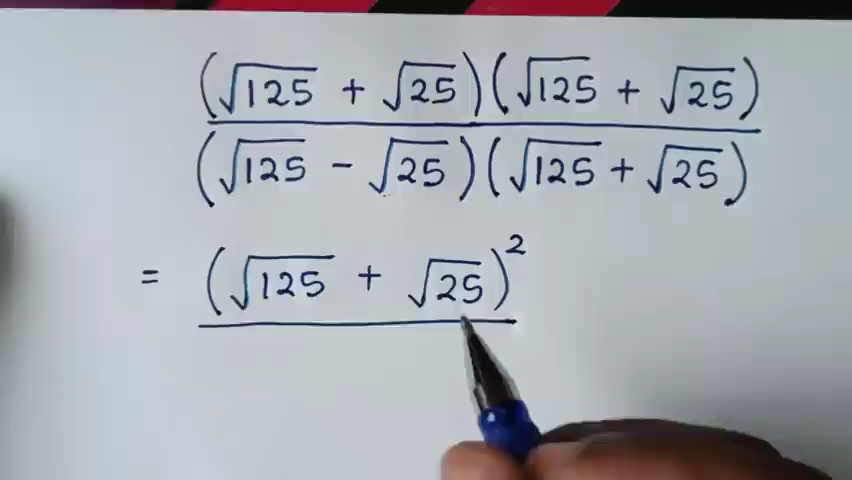 (√125 + √25)(√125 + √25)
(√125 - √25)(√125 + √25)
= (√125 + √25)²